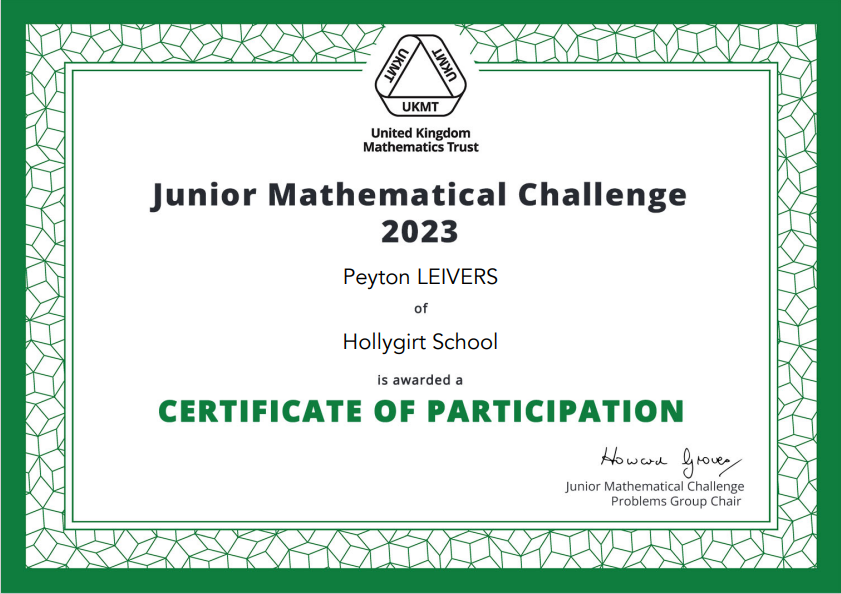 UKMT
UKMT
UKMT
United Kingdom
Mathematics Trust
Junior Mathematical Challenge
2023
Peyton LEIVERS
of
Hollygirt School
is awarded a
CERTIFICATE OF PARTICIPATION
Howard Groves
Junior Mathematical Challenge
Problems Group Chair